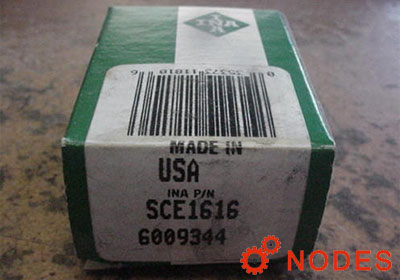 INA
MADE IN
USA
INA P/N
SCE1616
6009344
NODES